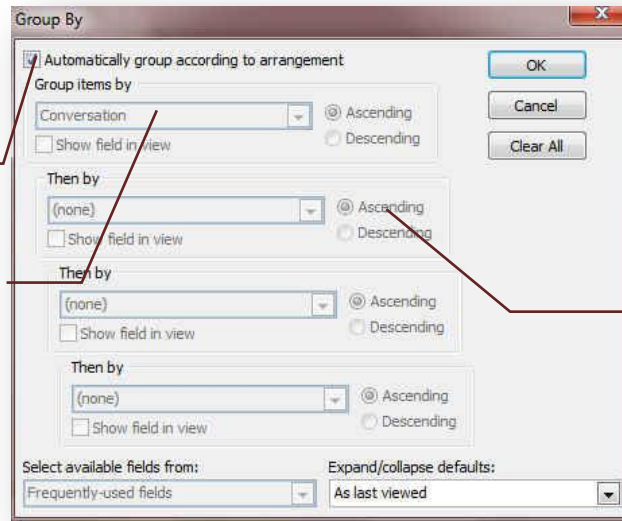 Group By
Automatically group according to arrangement
OK
Group items by
Conversation
Ascending
Cancel
Show field in view
Descending
Clear All
Then by
(none)
Ascending
Show field in view
Descending
Then by
(none)
Ascending
Show field in view
Descending
Then by
(none)
Ascending
Show field in view
Descending
Select available fields from:
Expand/collapse defaults:
Frequently-used fields
As last viewed